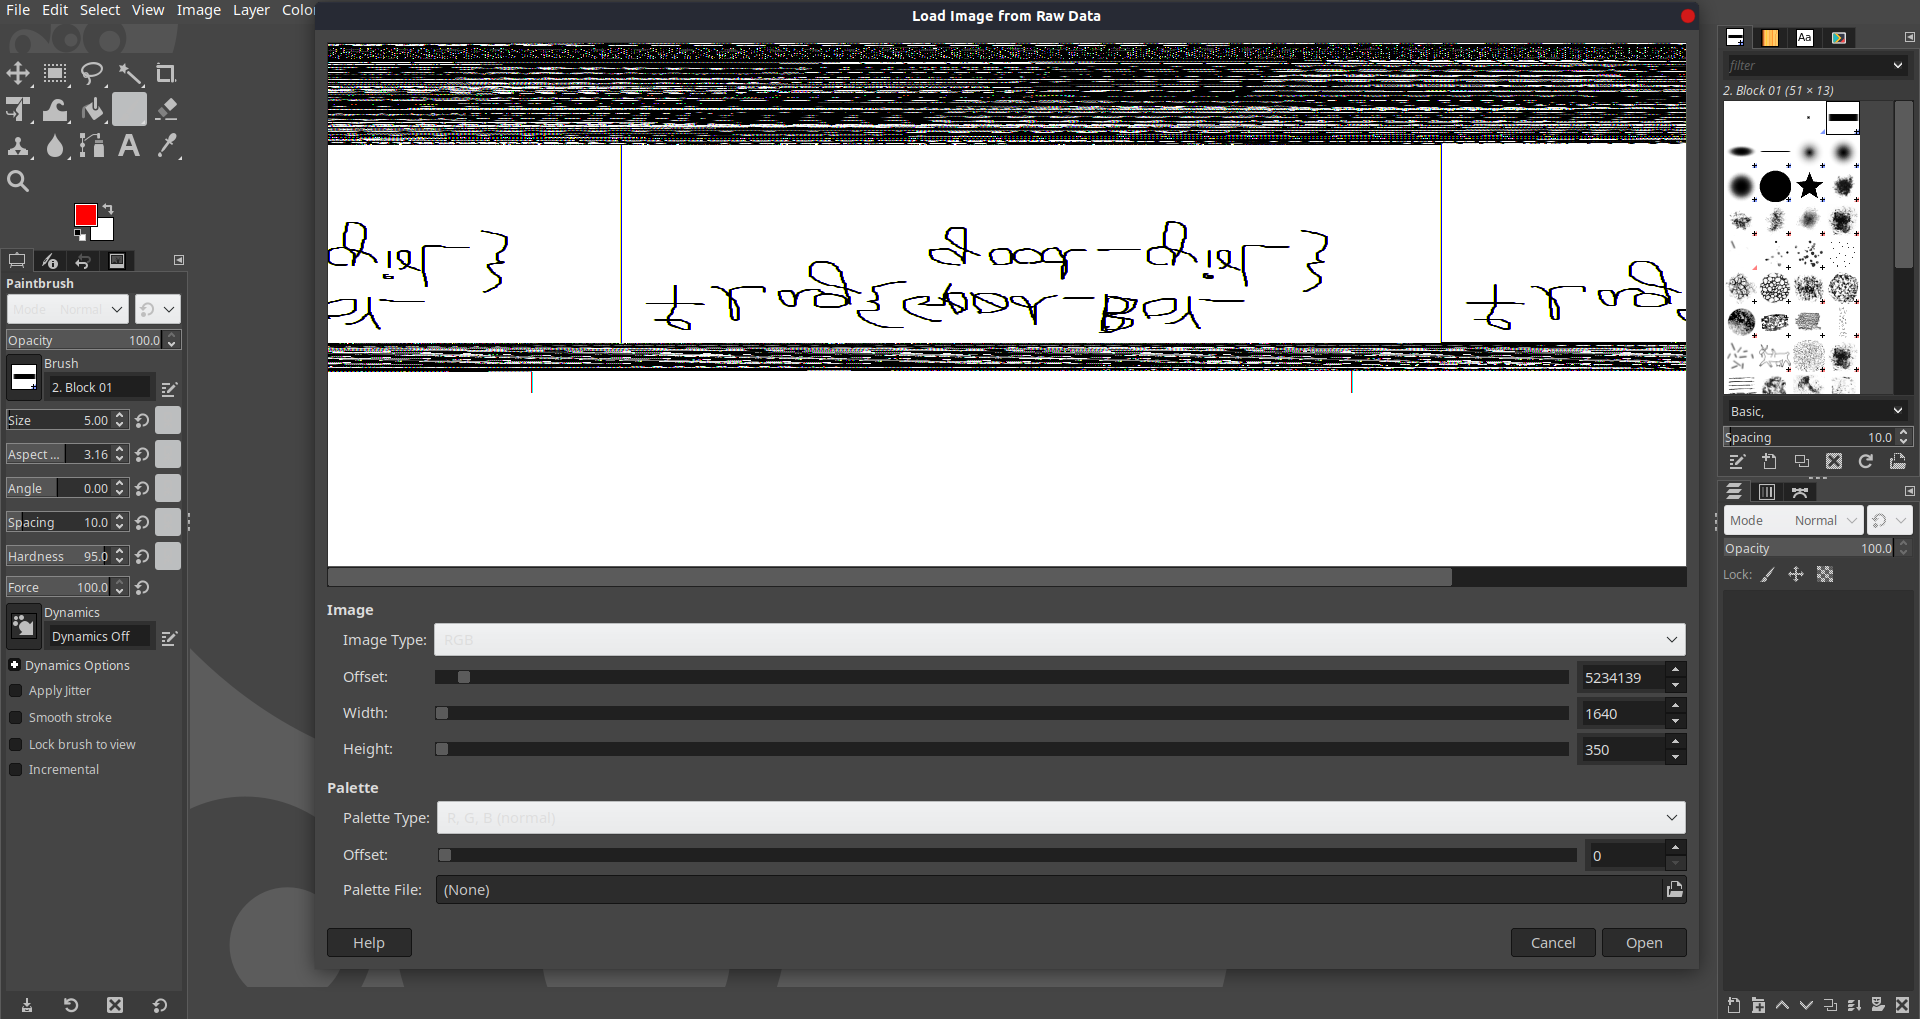 File Edit Select View Image Layer Colo
Load Image from Raw Data
filter
2. Block 01 (51 × 13)
Paintbrush
Mode Normal
Opacity 100.0
Brush
2. Block 01
Size 5.00
Aspect ... 3.16
Angle 0.00
Spacing 10.0
Hardness 95.0
Force 100.0
Dynamics
Dynamics Off
Dynamics Options
Apply Jitter
Smooth stroke
Lock brush to view
Incremental
Image
Image Type: RGB
Offset: 5234139
Width: 1640
Height: 350
Palette
Palette Type: R, G, B (normal)
Offset: 0
Palette File: (None)
Help Cancel Open
Basic,
Spacing 10.0
Mode Normal
Opacity 100.0
Lock: